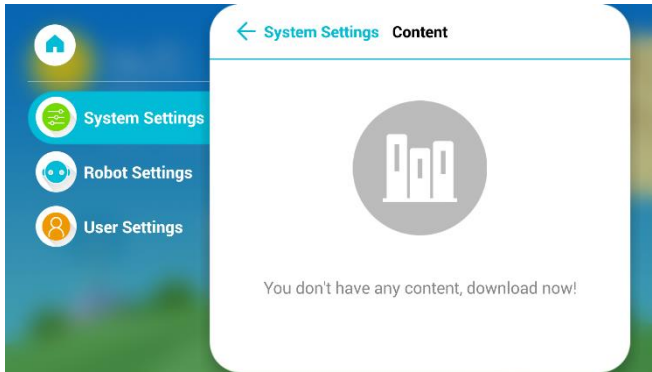 System Settings Content
System Settings
Robot Settings
User Settings
You don't have any content, download now!